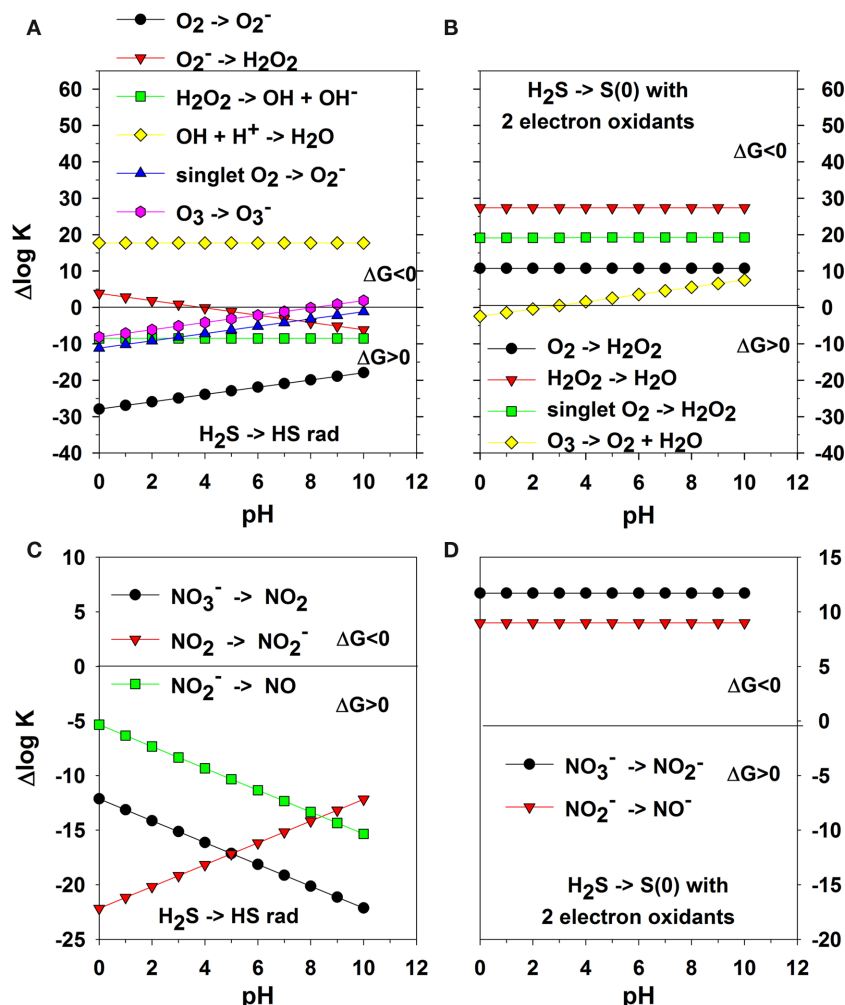 A
O₂ -> O₂⁻
O₂⁻ -> H₂O₂
H₂O₂ -> OH + OH⁻
OH + H⁺ -> H₂O
singlet O₂ -> O₂⁻
O₃ -> O₃⁻
60
50
40
30
20
10
0
-10
-20
-30
-40
Δlog K
ΔG<0
ΔG>0
H₂S -> HS rad
0 2 4 6 8 10 12
pH
B
H₂S -> S(0) with
2 electron oxidants
ΔG<0
ΔG>0
O₂ -> H₂O₂
H₂O₂ -> H₂O
singlet O₂ -> H₂O₂
O₃ -> O₂ + H₂O
60
50
40
30
20
10
0
-10
-20
-30
-40
0 2 4 6 8 10 12
pH
C
10
5
0
-5
-10
-15
-20
-25
Δlog K
NO₃⁻ -> NO₂
NO₂ -> NO₂⁻
NO₂⁻ -> NO
ΔG<0
ΔG>0
H₂S -> HS rad
0 2 4 6 8 10 12
pH
D
15
10
5
0
-5
-10
-15
-20
ΔG<0
ΔG>0
NO₃⁻ -> NO₂⁻
NO₂⁻ -> NO⁻
H₂S -> S(0) with
2 electron oxidants
0 2 4 6 8 10 12
pH